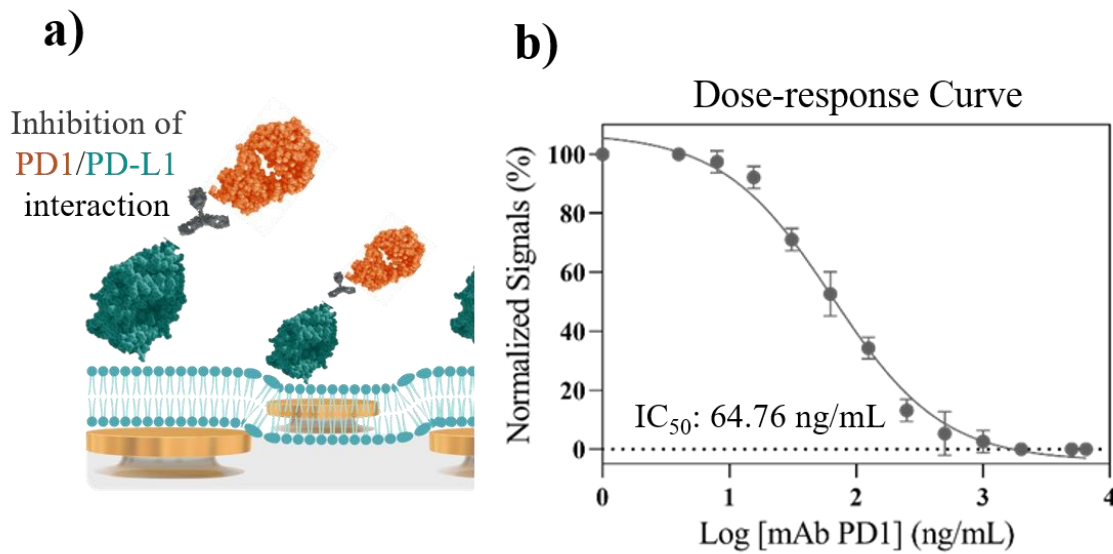 a)
Inhibition of
PD1/PD-L1
interaction
b)
Dose-response Curve
Normalized Signals (%)
100
80
60
40
20
0
IC₅₀: 64.76 ng/mL
0 1 2 3 4
Log [mAb PD1] (ng/mL)